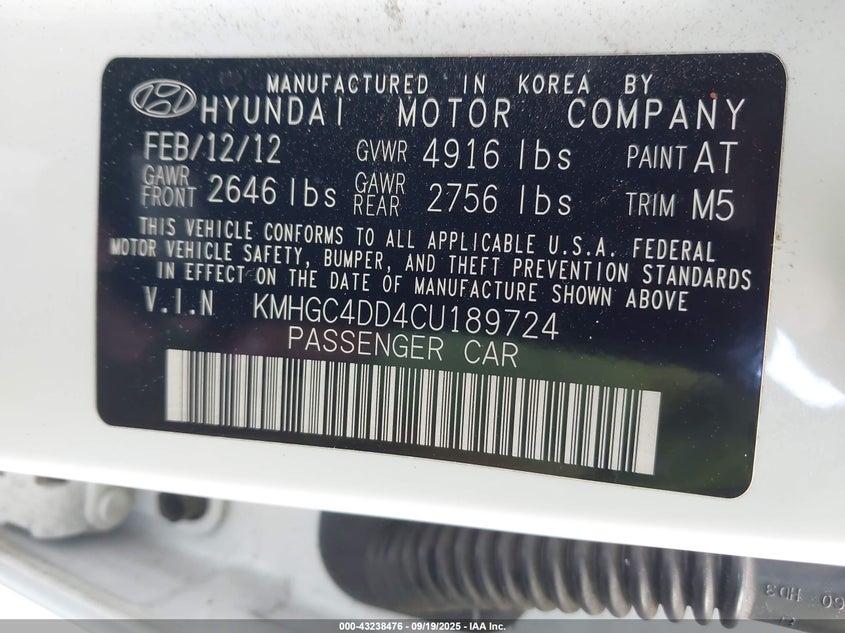 MANUFACTURED IN KOREA BY
HYUNDAI MOTOR COMPANY
FEB/12/12 GVWR 4916 lbs PAINT AT
GAWR FRONT 2646 lbs GAWR REAR 2756 lbs TRIM M5
THIS VEHICLE CONFORMS TO ALL APPLICABLE U.S.A. FEDERAL
MOTOR VEHICLE SAFETY, BUMPER, AND THEFT PREVENTION STANDARDS
IN EFFECT ON THE DATE OF MANUFACTURE SHOWN ABOVE
V.I.N KMHGC4DD4CU189724
PASSENGER CAR
60 HD3
000-43238476 - 09/19/2025 - IAA Inc.